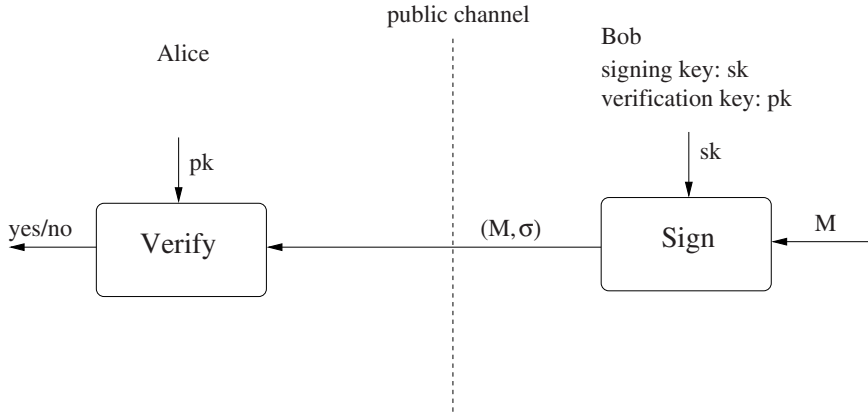 public channel
Alice
Bob
signing key: sk
verification key: pk
pk
sk
yes/no
Verify
(M, σ)
Sign
M